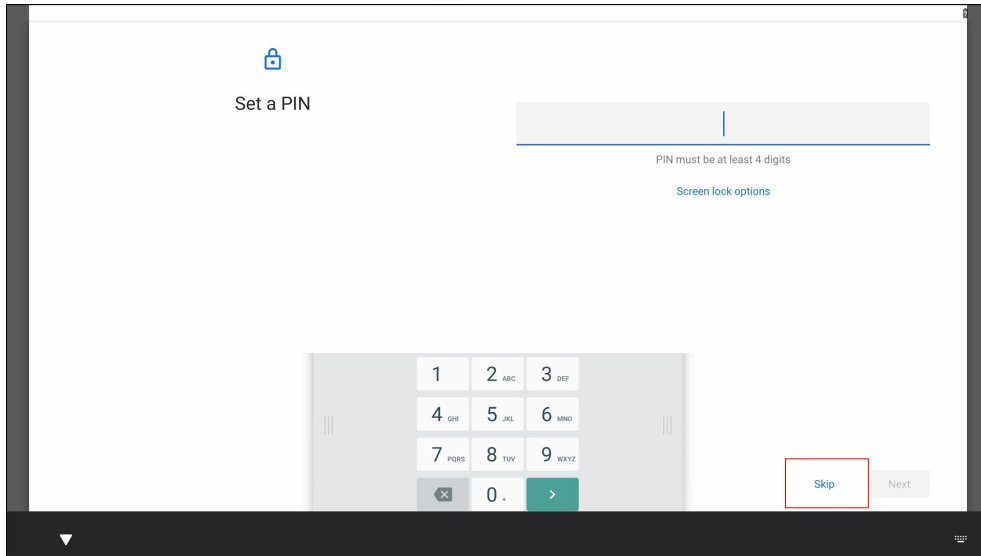 Set a PIN
PIN must be at least 4 digits
Screen lock options
1 2 ABC 3 DEF
4 GHI 5 JKL 6 MNO
7 PQRS 8 TUV 9 WXYZ
0 +
Skip Next